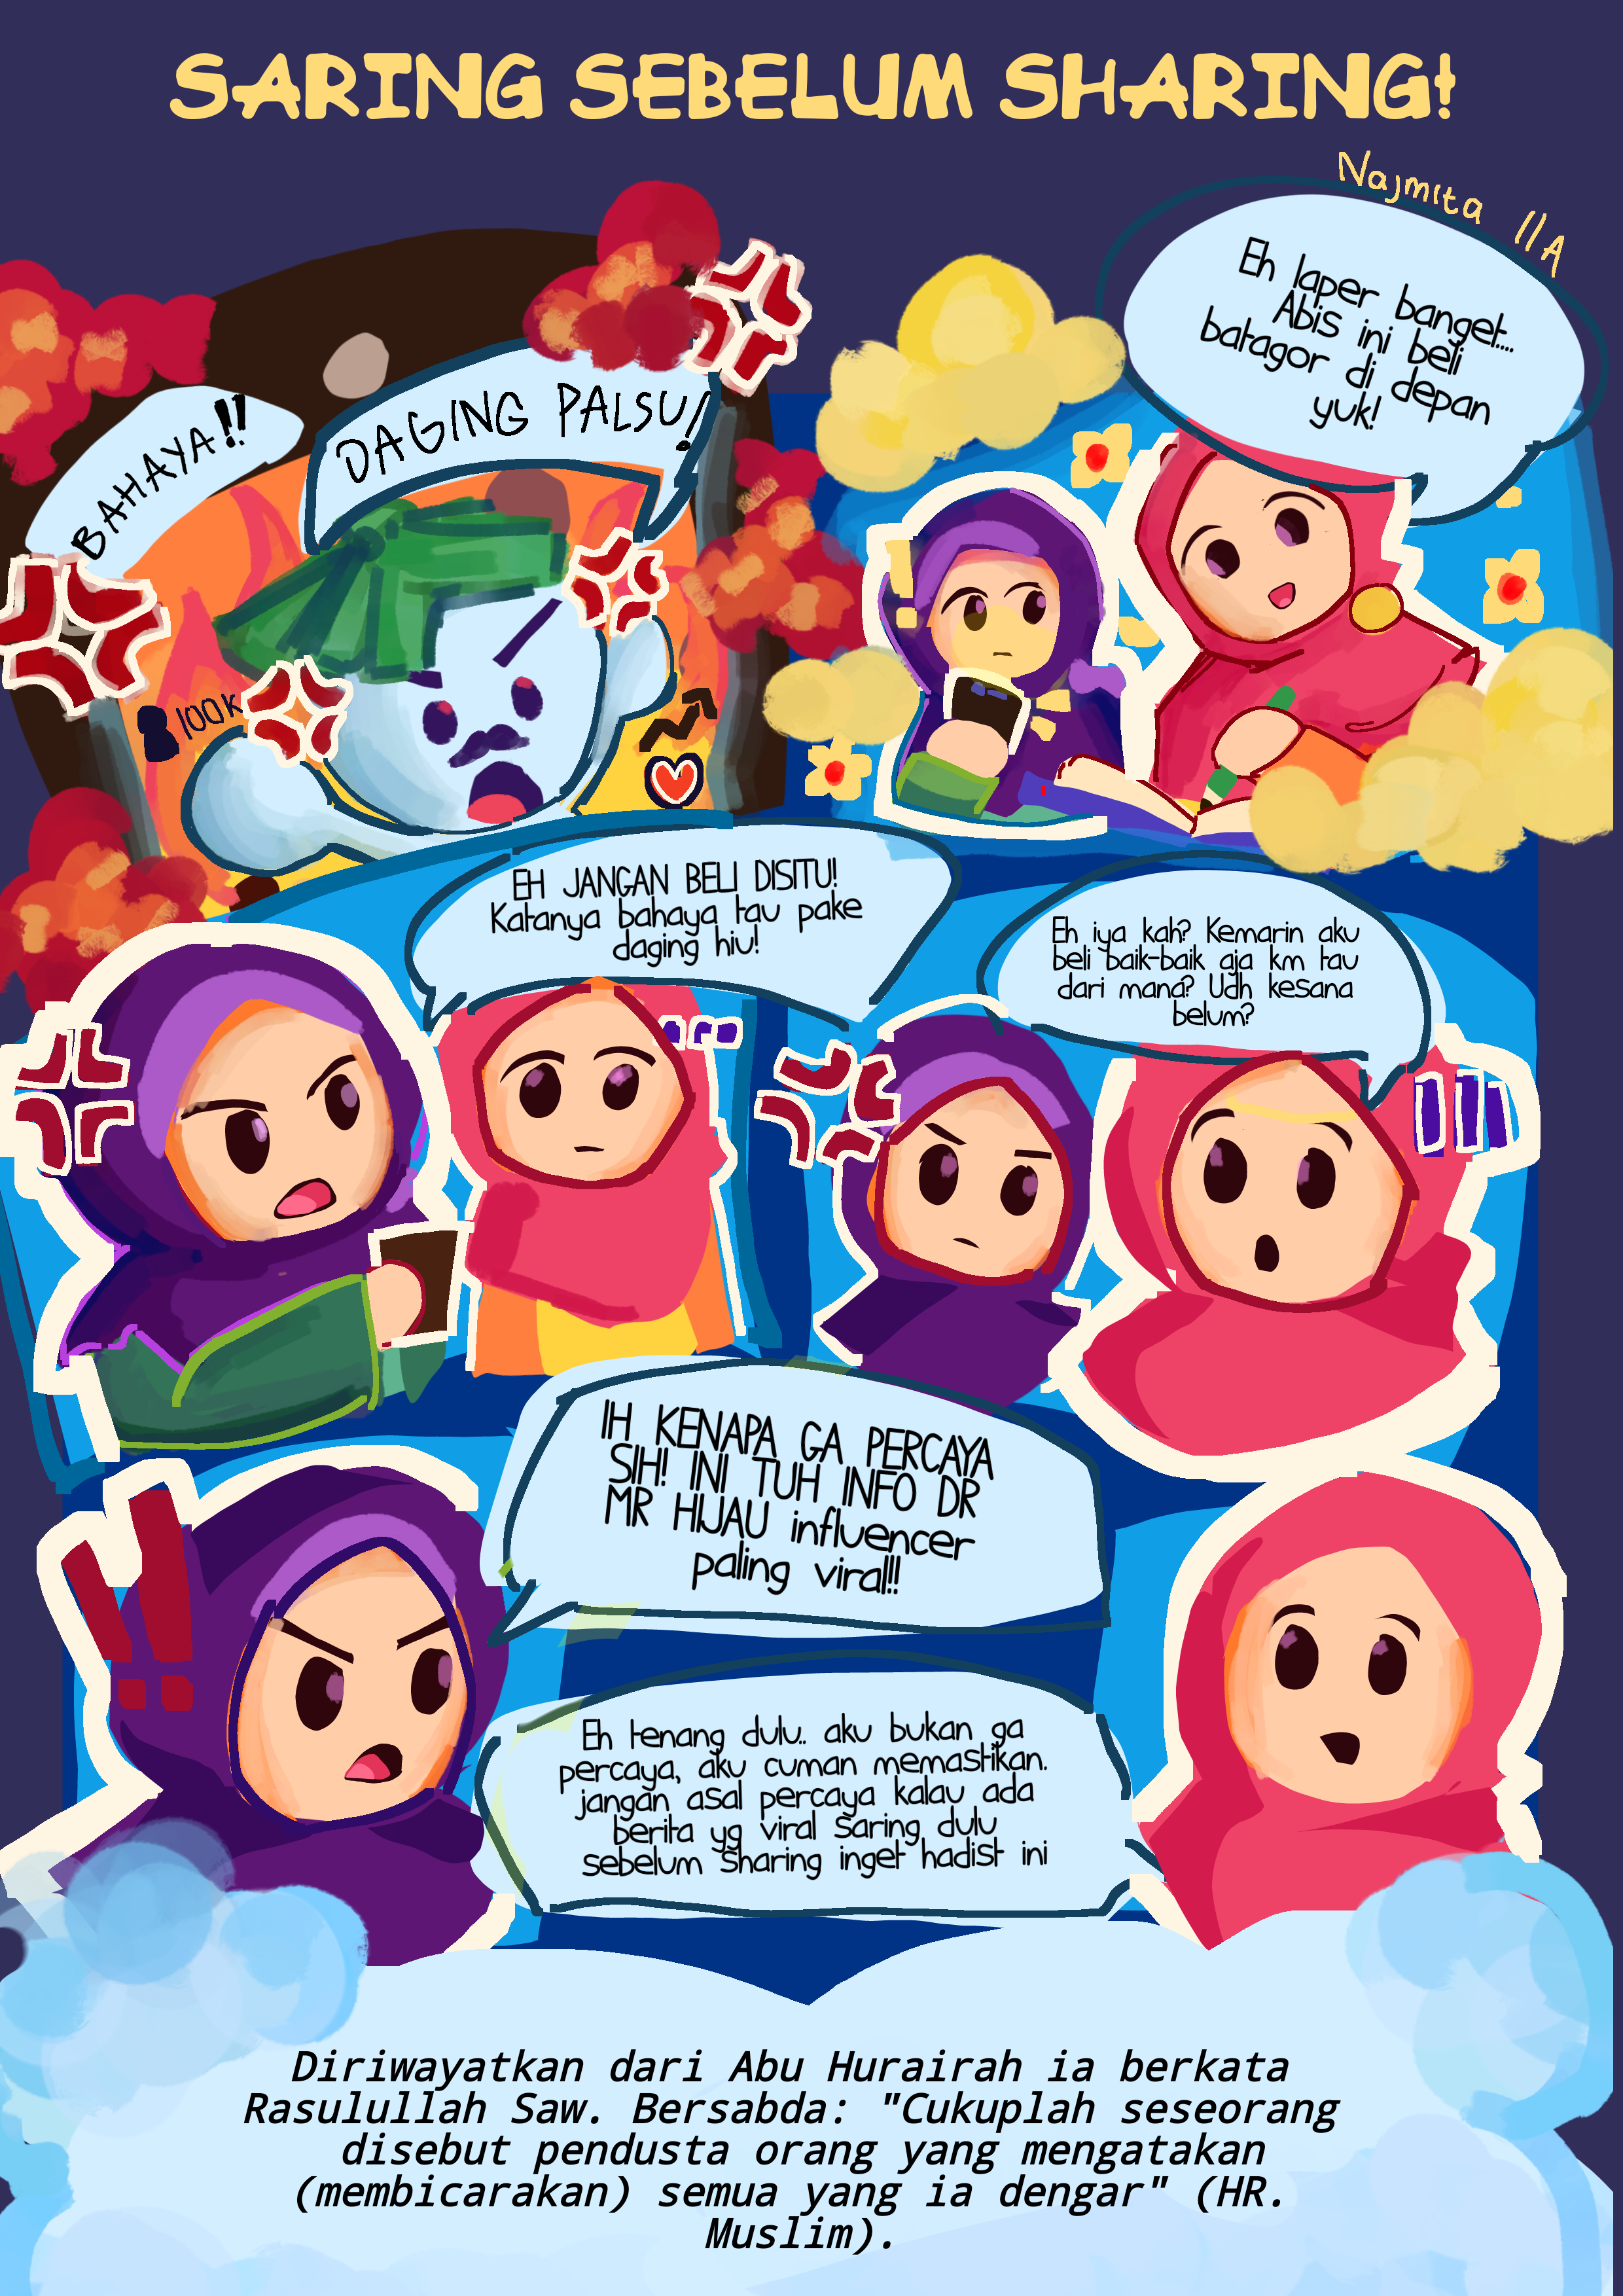 SARING SEBELUM SHARING!
Najmita 11A
BAHAYA!!
DAGING PALSU!
100K
Eh laper banget....
Abis ini beli
batagor di depan
yuk!
EH JANGAN BELI DISITU!
Katanya bahaya tau pake
daging hiu!
Eh iya kah? Kemarin aku
beli baik-baik aja km tau
dari mana? Udh kesana
belum?
IH KENAPA GA PERCAYA
SIH! INI TUH INFO DR
MR HIJAU influencer
paling viral!!
Eh tenang dulu.. aku bukan ga
percaya, aku cuman memastikan.
jangan asal percaya kalau ada
berita yg viral saring dulu
sebelum sharing inget hadist ini
Diriwayatkan dari Abu Hurairah ia berkata
Rasulullah Saw. Bersabda: "Cukuplah seseorang
disebut pendusta orang yang mengatakan
(membicarakan) semua yang ia dengar" (HR.
Muslim).